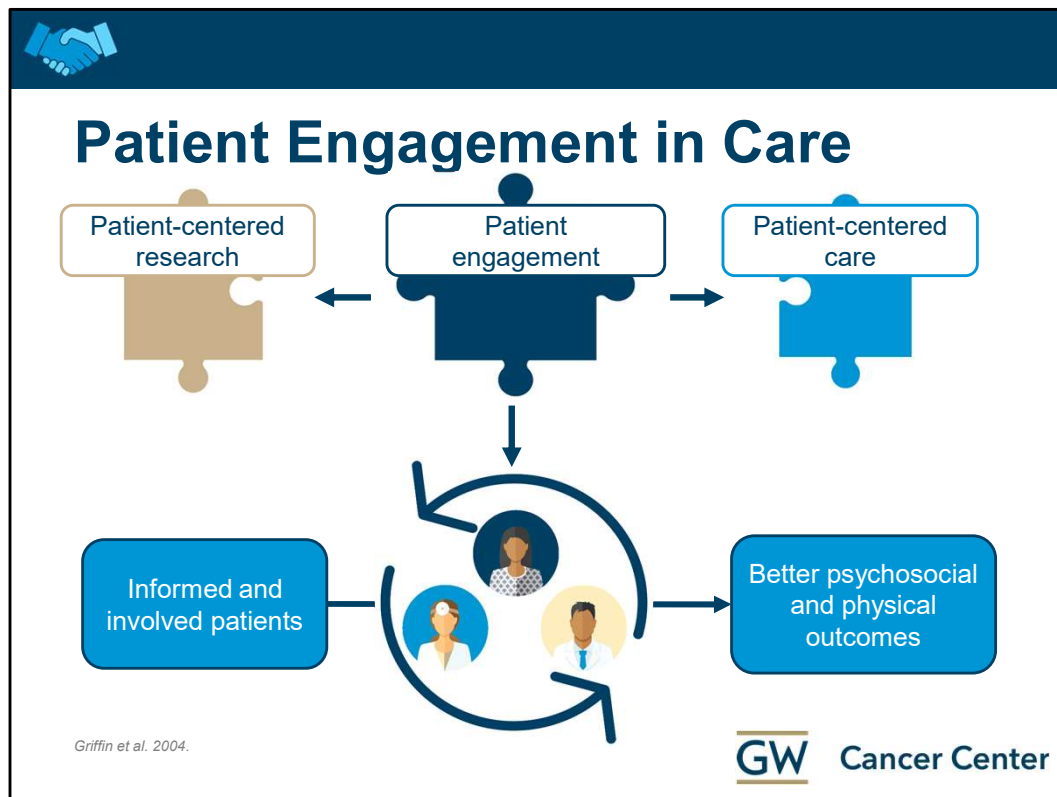 Patient Engagement in Care
Patient-centered
research
Patient
engagement
Patient-centered
care
Informed and
involved patients
Better psychosocial
and physical
outcomes
Griffin et al. 2004.
GW Cancer Center